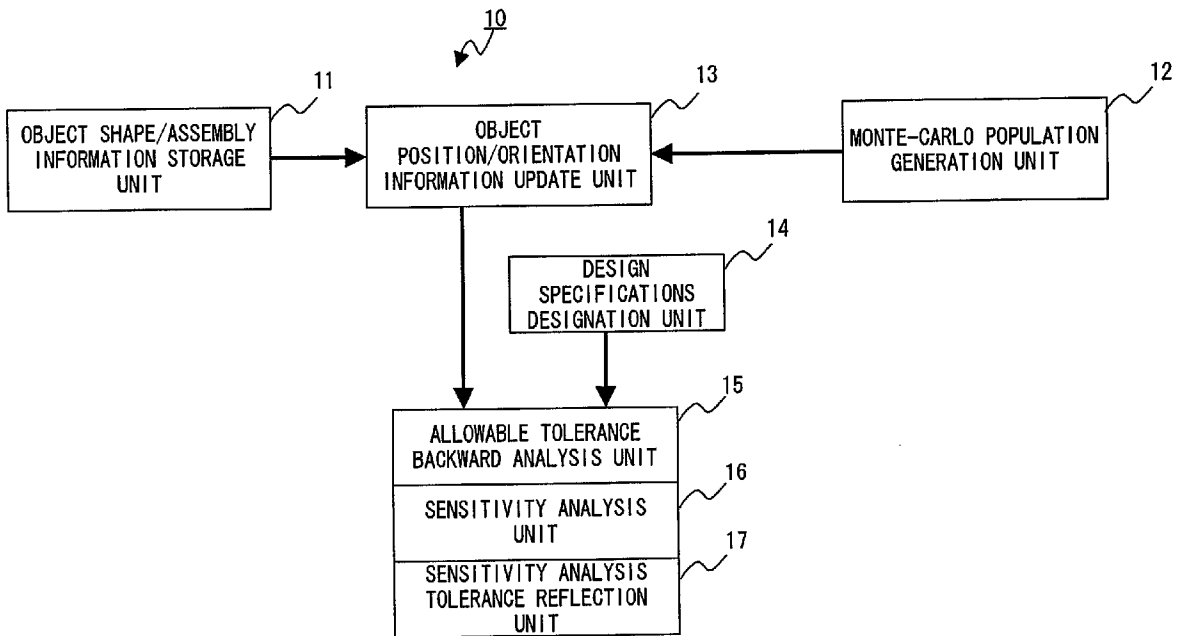 10
11
13
12
OBJECT SHAPE/ASSEMBLY
INFORMATION STORAGE
UNIT
OBJECT
POSITION/ORIENTATION
INFORMATION UPDATE UNIT
MONTE-CARLO POPULATION
GENERATION UNIT
14
DESIGN
SPECIFICATIONS
DESIGNATION UNIT
15
ALLOWABLE TOLERANCE
BACKWARD ANALYSIS UNIT
16
SENSITIVITY ANALYSIS
UNIT
17
SENSITIVITY ANALYSIS
TOLERANCE REFLECTION
UNIT